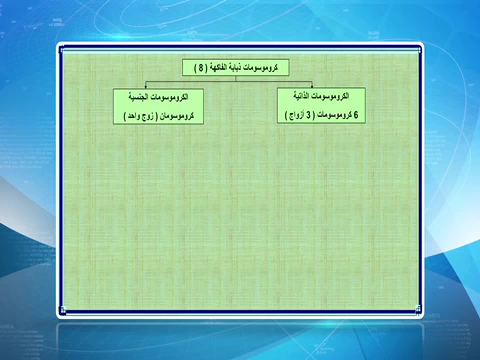 كروموسومات ذبابة الفاكهة ( 8 )
الكروموسومات الذاتية
6 كروموسومات ( 3 أزواج )
الكروموسومات الجنسية
كروموسومان ( زوج واحد )